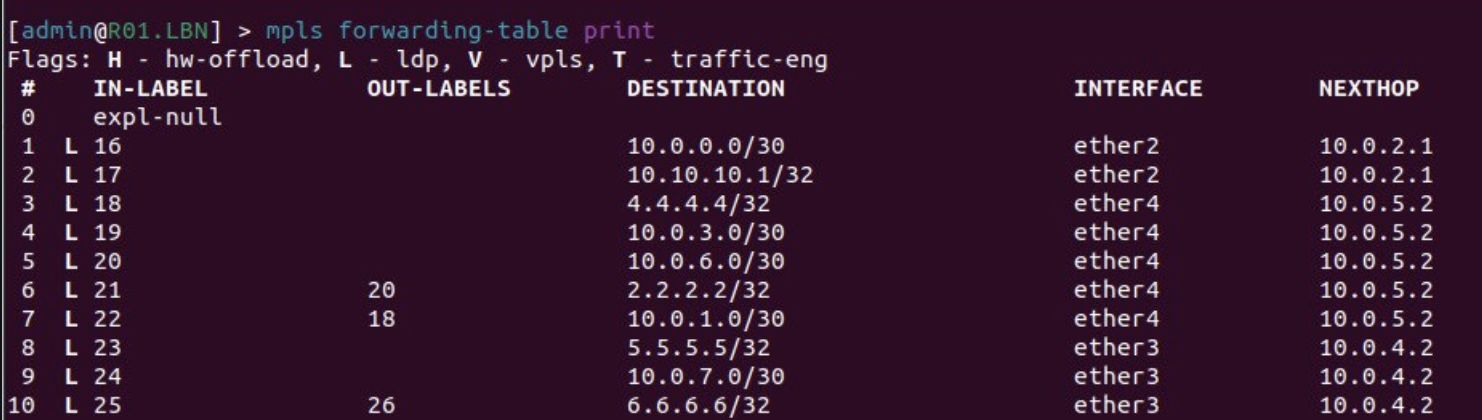 [admin@R01.LBN] > mpls forwarding-table print
Flags: H - hw-offload, L - ldp, V - vpls, T - traffic-eng
#    IN-LABEL    OUT-LABELS    DESTINATION    INTERFACE    NEXTHOP
0    expl-null
1  L 16    10.0.0.0/30    ether2    10.0.2.1
2  L 17    10.10.10.1/32    ether2    10.0.2.1
3  L 18    4.4.4.4/32    ether4    10.0.5.2
4  L 19    10.0.3.0/30    ether4    10.0.5.2
5  L 20    10.0.6.0/30    ether4    10.0.5.2
6  L 21    20    2.2.2.2/32    ether4    10.0.5.2
7  L 22    18    10.0.1.0/30    ether4    10.0.5.2
8  L 23    5.5.5.5/32    ether3    10.0.4.2
9  L 24    10.0.7.0/30    ether3    10.0.4.2
10  L 25    26    6.6.6.6/32    ether3    10.0.4.2